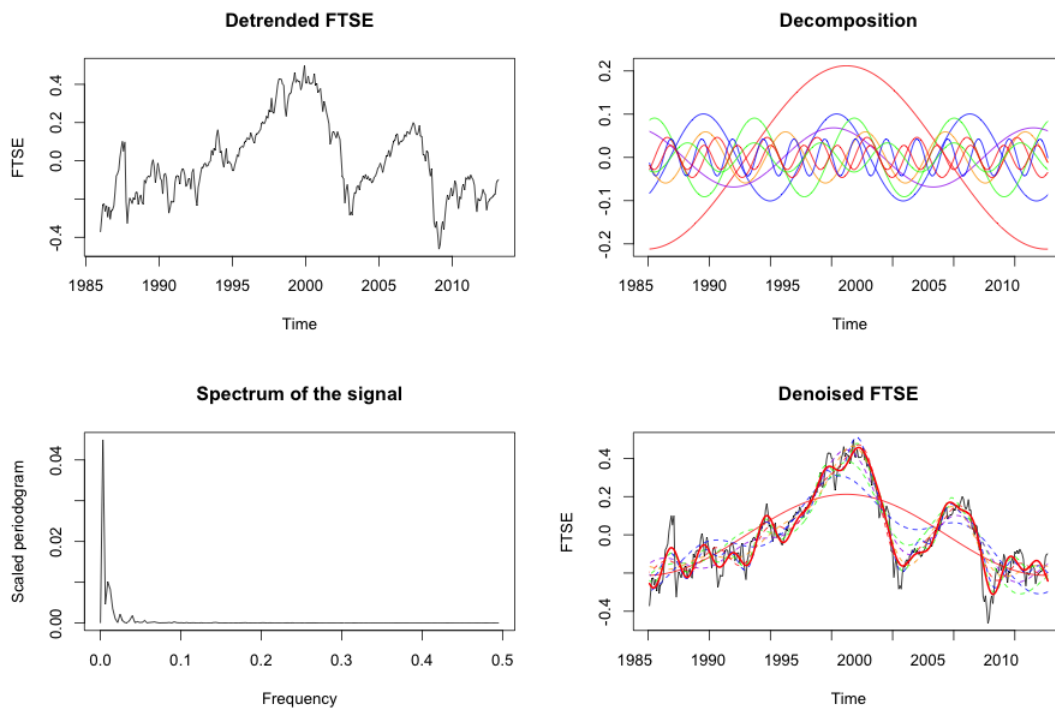 Detrended FTSE
FTSE
-0.4 0.0 0.2 0.4
1985 1990 1995 2000 2005 2010
Time
Decomposition
-0.2 -0.1 0.0 0.1 0.2
1985 1990 1995 2000 2005 2010
Time
Spectrum of the signal
Scaled periodogram
0.00 0.02 0.04
0.0 0.1 0.2 0.3 0.4 0.5
Frequency
Denoised FTSE
FTSE
-0.4 0.0 0.2 0.4
1985 1990 1995 2000 2005 2010
Time